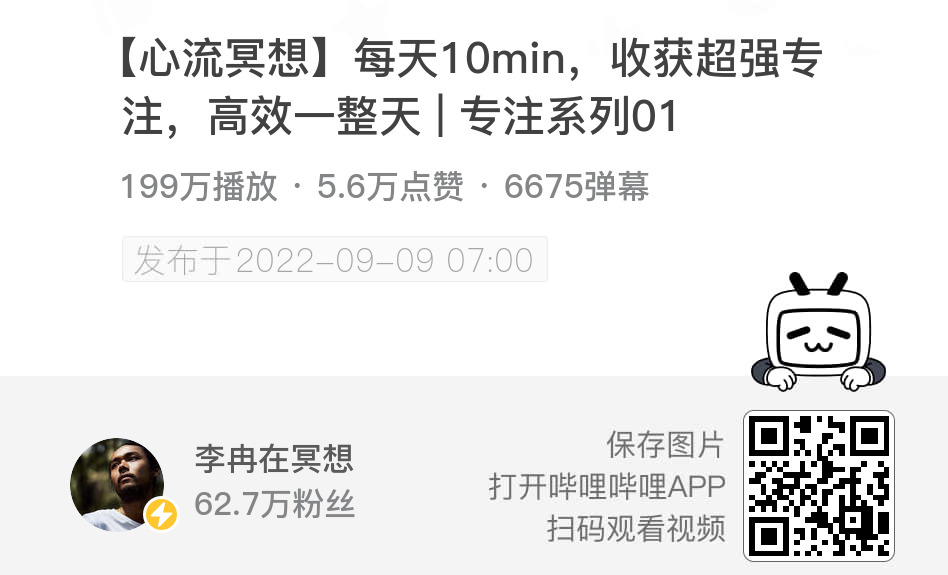 【心流冥想】每天10min，收获超强专
注，高效一整天 | 专注系列01
199万播放 · 5.6万点赞 · 6675弹幕
发布于2022-09-09 07:00
李冉在冥想
62.7万粉丝
保存图片
打开哔哩哔哩APP
扫码观看视频